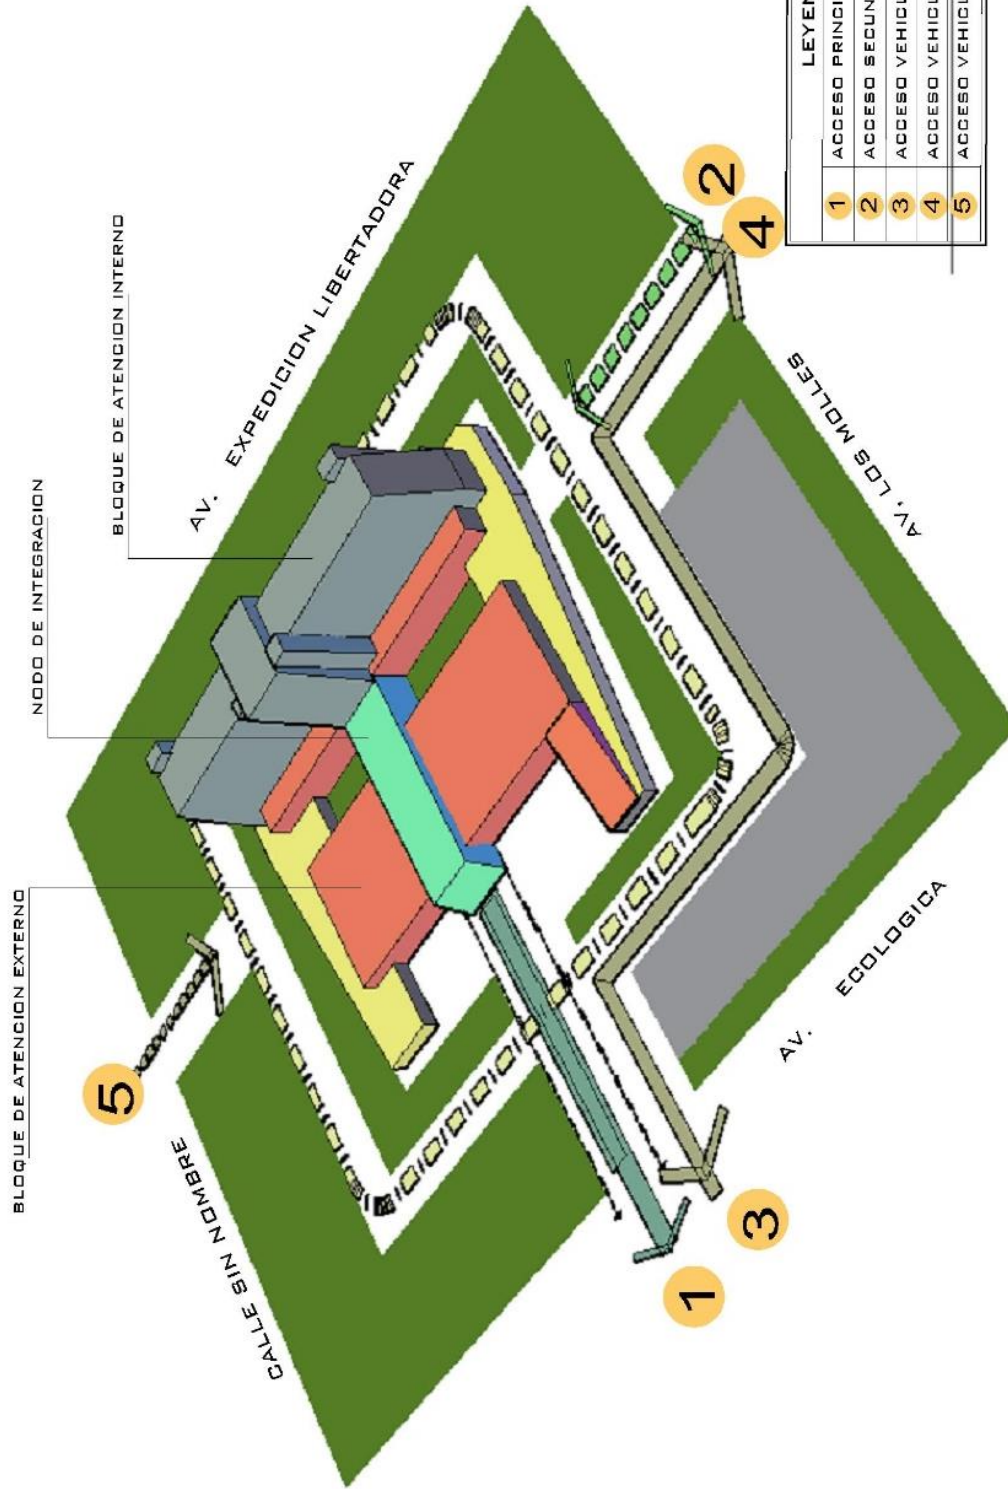 BLOQUE DE ATENCION EXTERNO
NODO DE INTEGRACION
BLOQUE DE ATENCION INTERNO
CALLE SIN NOMBRE
AV. EXPEDICION LIBERTADORA
AV. ECOLOGICA
AV. LOS MOLLES
5
1
3
2
4
LEYEN
1 ACCESO PRINCI
2 ACCESO SECUN
3 ACCESO VEHICU
4 ACCESO VEHICU
5 ACCESO VEHICU